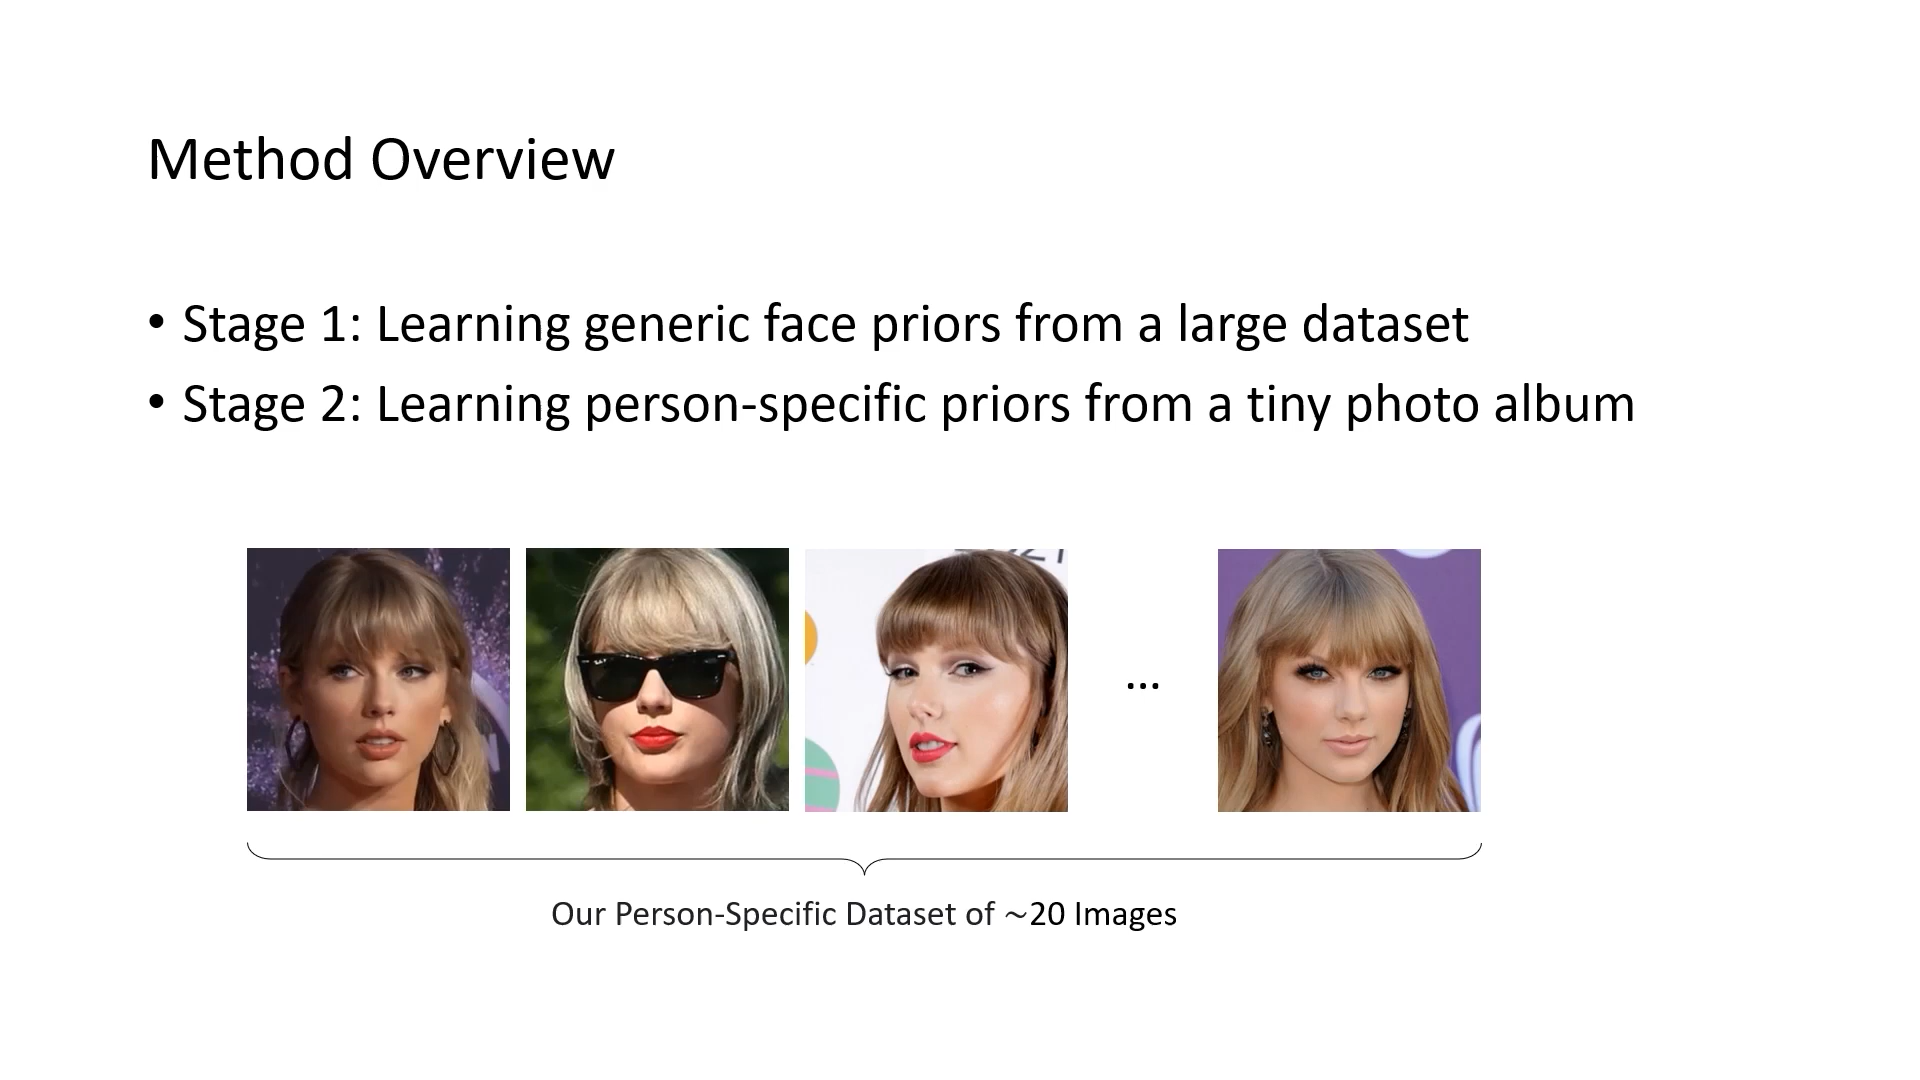 Method Overview
• Stage 1: Learning generic face priors from a large dataset
• Stage 2: Learning person-specific priors from a tiny photo album
...
Our Person-Specific Dataset of ~20 Images